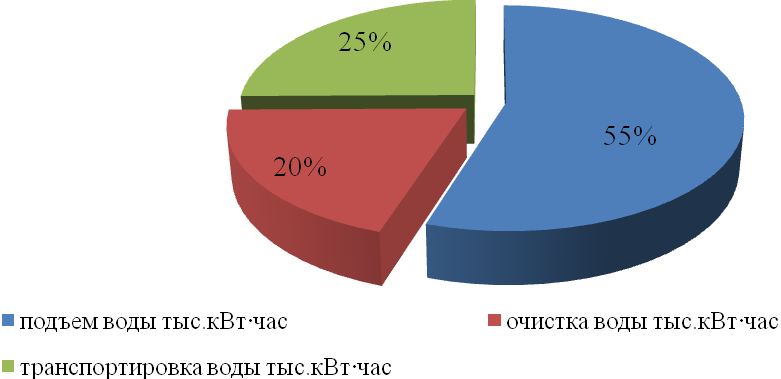 25%
55%
20%
подъем воды тыс.кВт·час
очистка воды тыс.кВт·час
транспортировка воды тыс.кВт·час